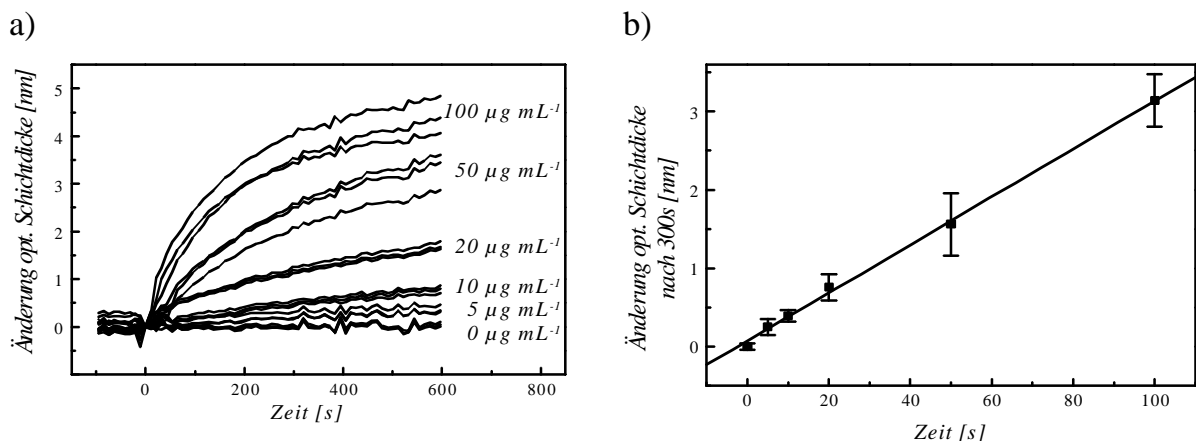 a)
Änderung opt. Schichtdicke [nm]
5
4
3
2
1
0
100 µg mL-1
50 µg mL-1
20 µg mL-1
10 µg mL-1
5 µg mL-1
0 µg mL-1
0
200
400
600
800
Zeit [s]
b)
Änderung opt. Schichtdicke
nach 300s [nm]
3
2
1
0
0
20
40
60
80
100
Zeit [s]